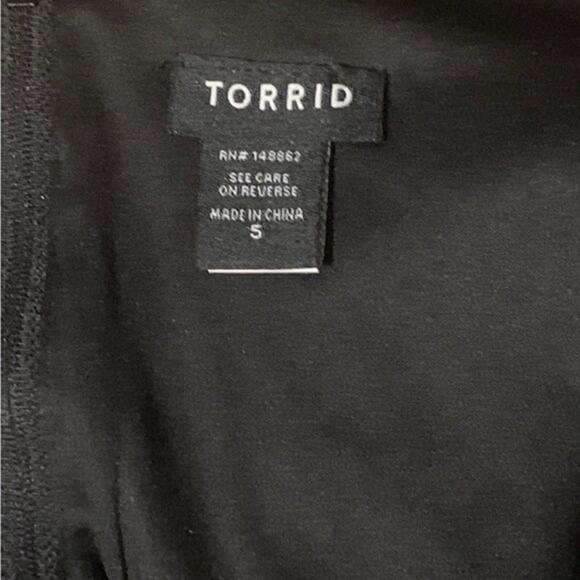 TORRID
RN# 148862
SEE CARE
ON REVERSE
MADE IN CHINA
5